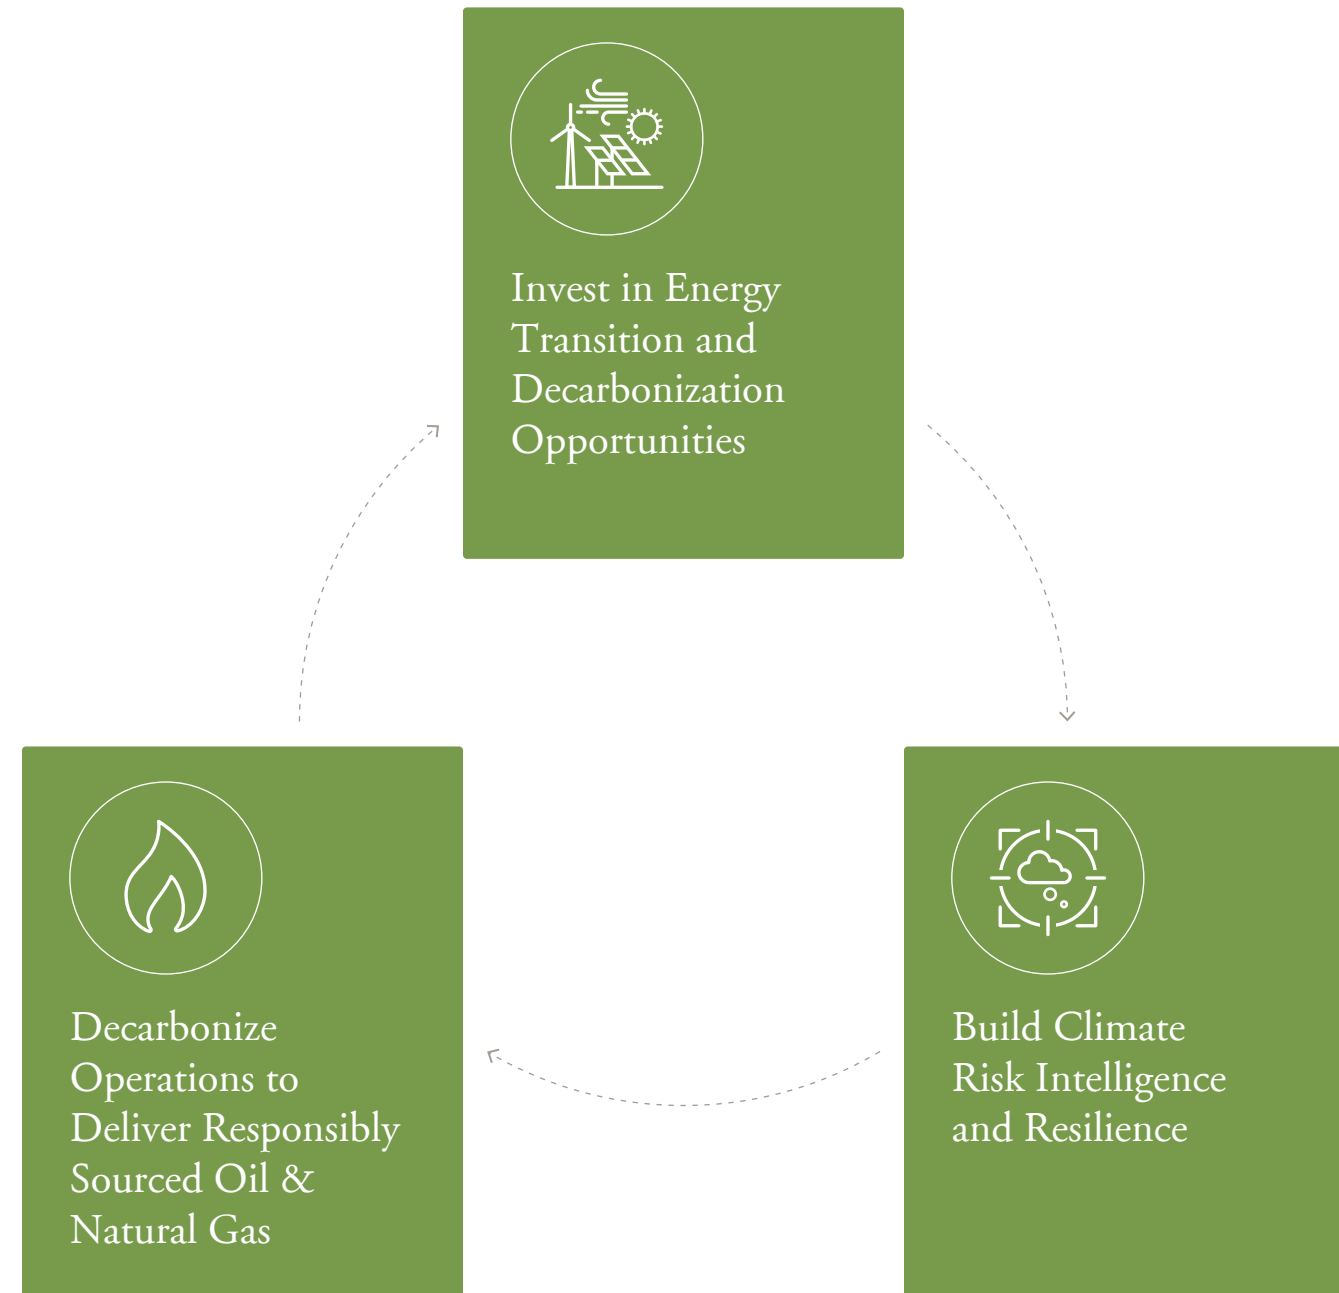 Invest in Energy
Transition and
Decarbonization
Opportunities
Decarbonize
Operations to
Deliver Responsibly
Sourced Oil &
Natural Gas
Build Climate
Risk Intelligence
and Resilience